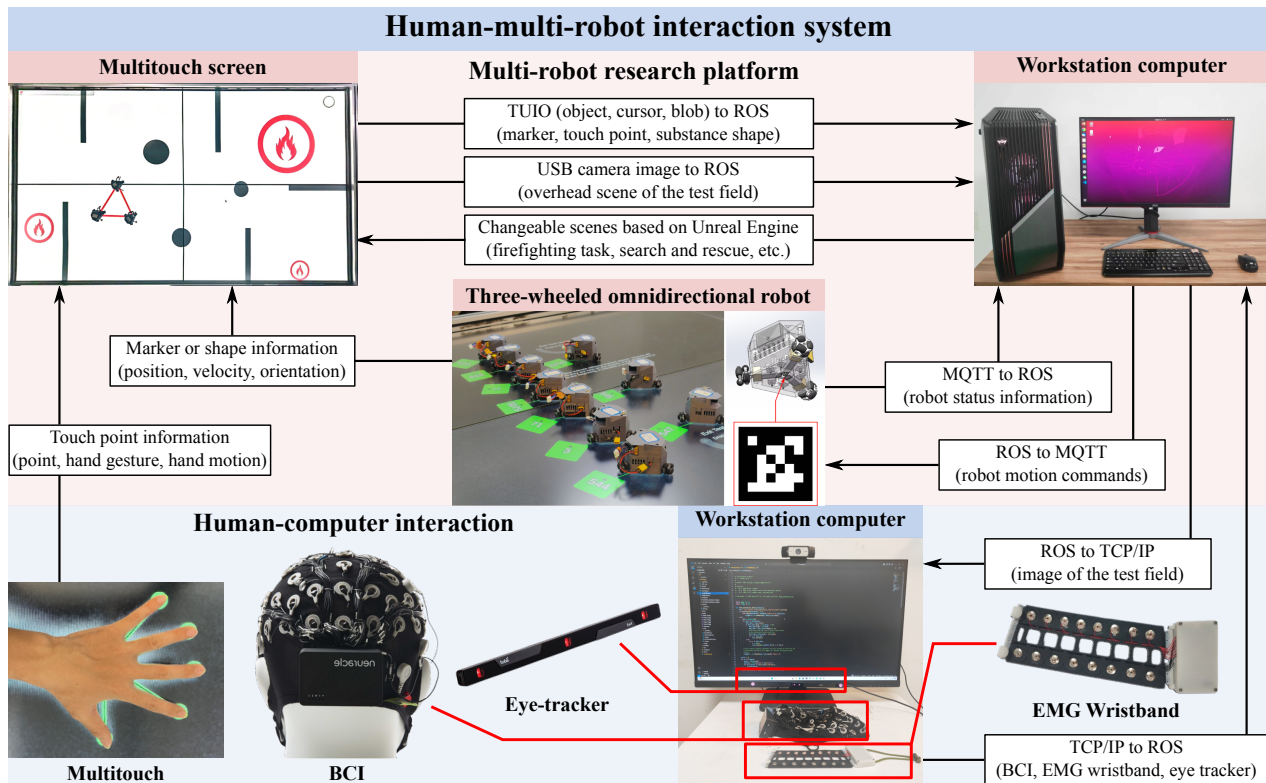 Human-multi-robot interaction system
Multitouch screen
Multi-robot research platform
Workstation computer
TUIO (object, cursor, blob) to ROS
(marker, touch point, substance shape)
USB camera image to ROS
(overhead scene of the test field)
Changeable scenes based on Unreal Engine
(firefighting task, search and rescue, etc.)
Three-wheeled omnidirectional robot
Marker or shape information
(position, velocity, orientation)
MQTT to ROS
(robot status information)
Touch point information
(point, hand gesture, hand motion)
ROS to MQTT
(robot motion commands)
Human-computer interaction
Workstation computer
ROS to TCP/IP
(image of the test field)
neuracle
Eye-tracker
EMG Wristband
Multitouch
BCI
TCP/IP to ROS
(BCI, EMG wristband, eye tracker)